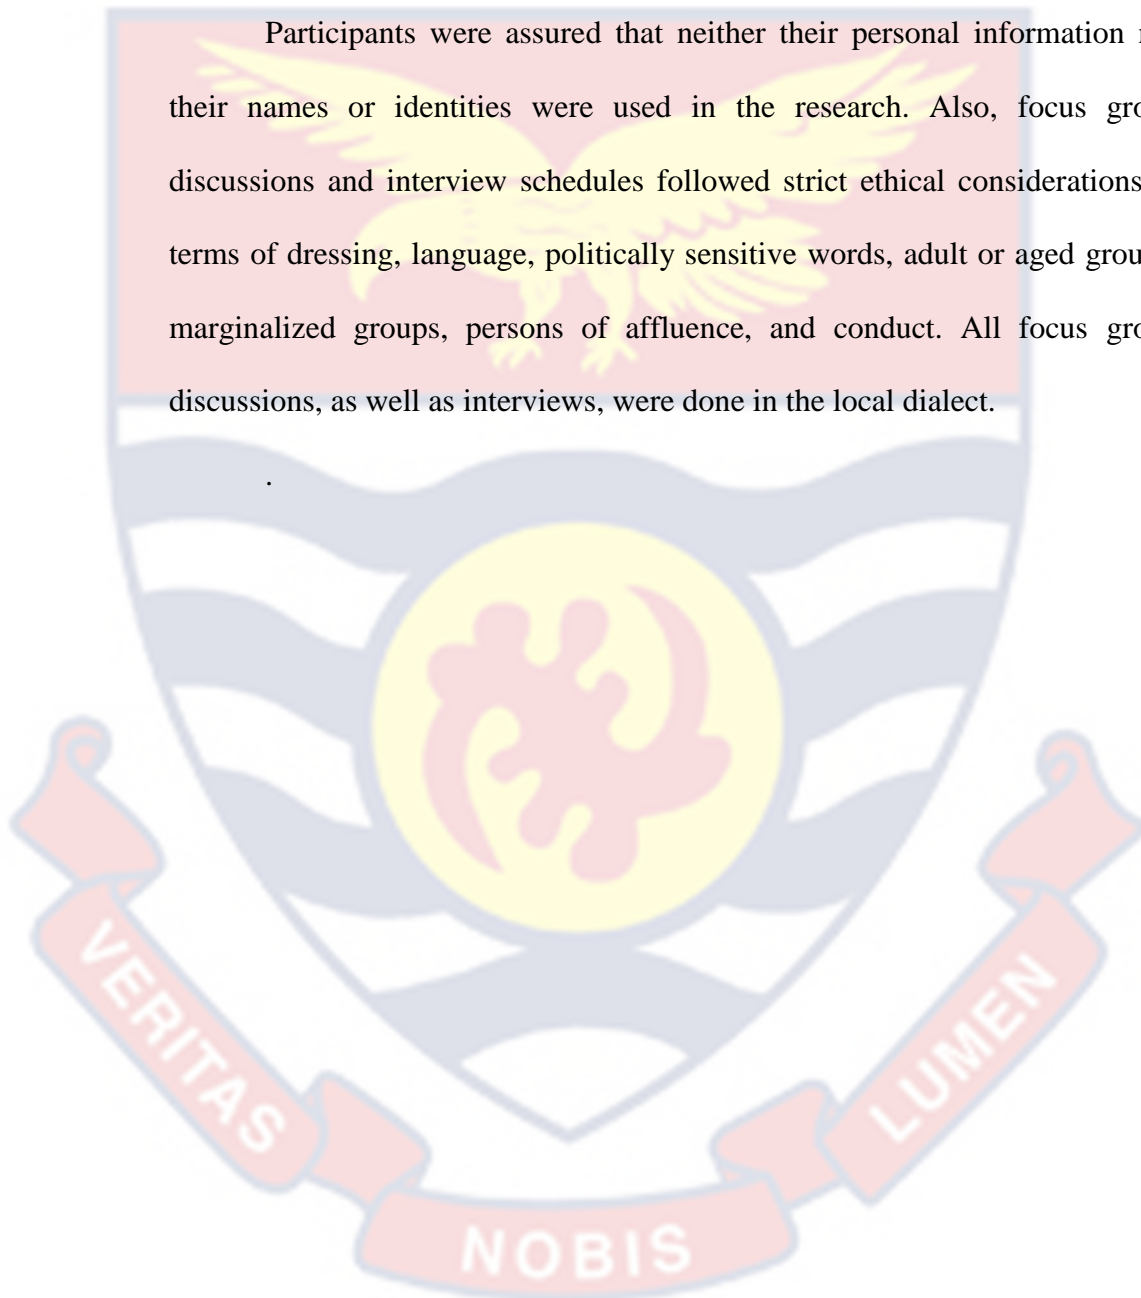 Participants were assured that neither their personal information
their names or identities were used in the research. Also, focus
discussions and interview schedules followed strict ethical considerations
terms of dressing, language, politically sensitive words, adult or aged
marginalized groups, persons of affluence, and conduct. All focus
discussions, as well as interviews, were done in the local dialect.
.
VERITAS
NOBIS
LUMEN